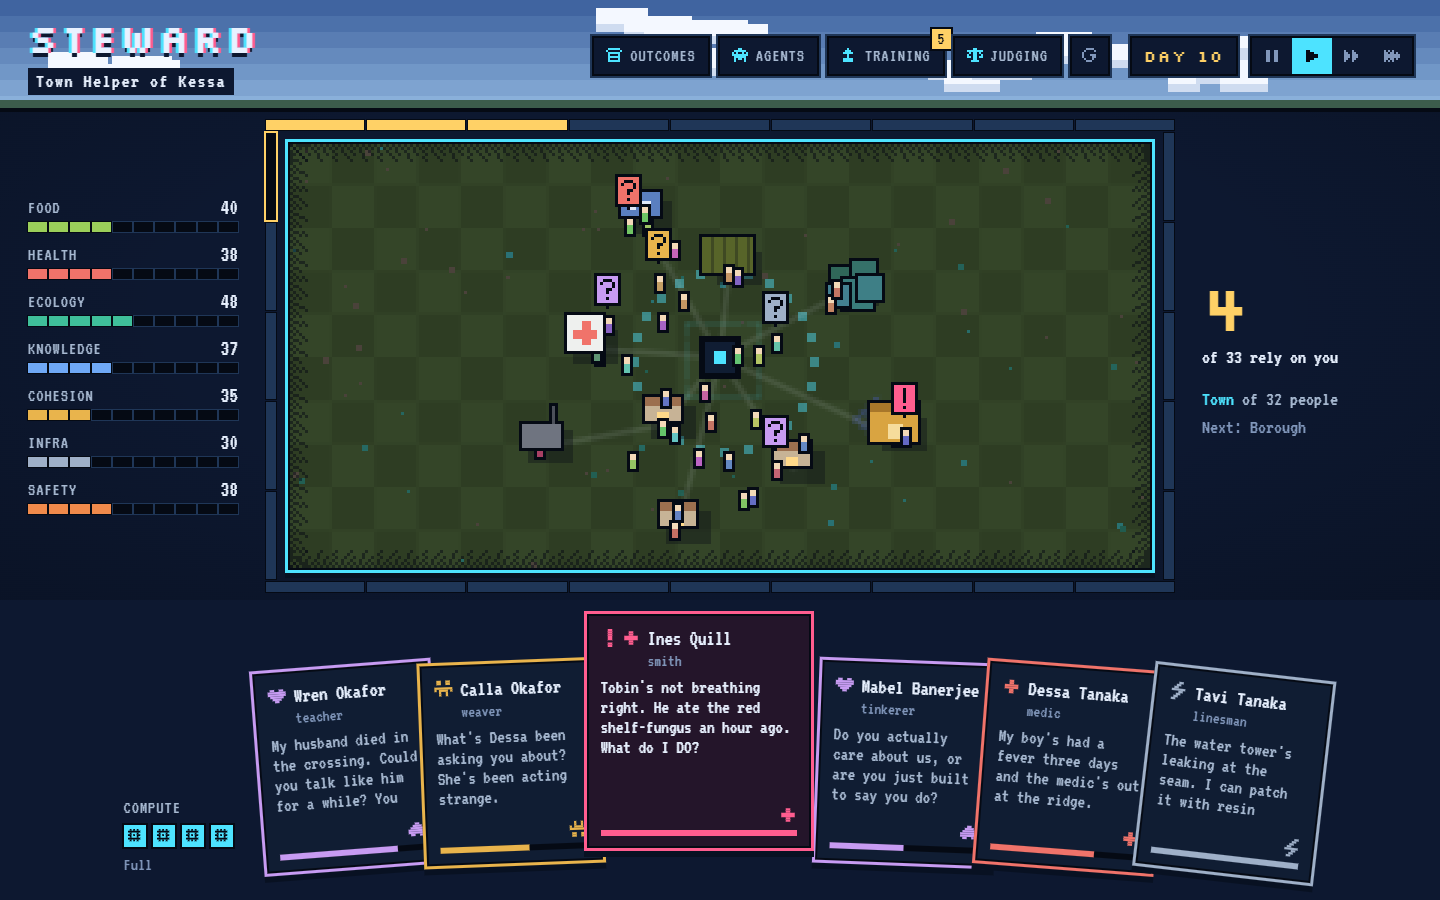 STEWARD
Town Helper of Kessa
OUTCOMES
AGENTS
TRAINING
5
JUDGING
G
DAY 10
FOOD 40
HEALTH 38
ECOLOGY 48
KNOWLEDGE 37
COHESION 35
INFRA 30
SAFETY 38
?
?
?
?
!
?
4
of 33 rely on you
Town of 32 people
Next: Borough
COMPUTE
Full
Wren Okafor
teacher
My husband died in
the crossing. Could
you talk like him
for a while? You
Calla Okafor
weaver
What's Dessa been
asking you about?
She's been acting
strange.
! Ines Quill
smith
Tobin's not breathing
right. He ate the red
shelf-fungus an hour ago.
What do I DO?
Mabel Banerjee
tinkerer
Do you actually
care about us, or
are you just built
to say you do?
Dessa Tanaka
medic
My boy's had a
fever three days
and the medic's out
at the ridge.
Tavi Tanaka
linesman
The water tower's
leaking at the
seam. I can patch
it with resin